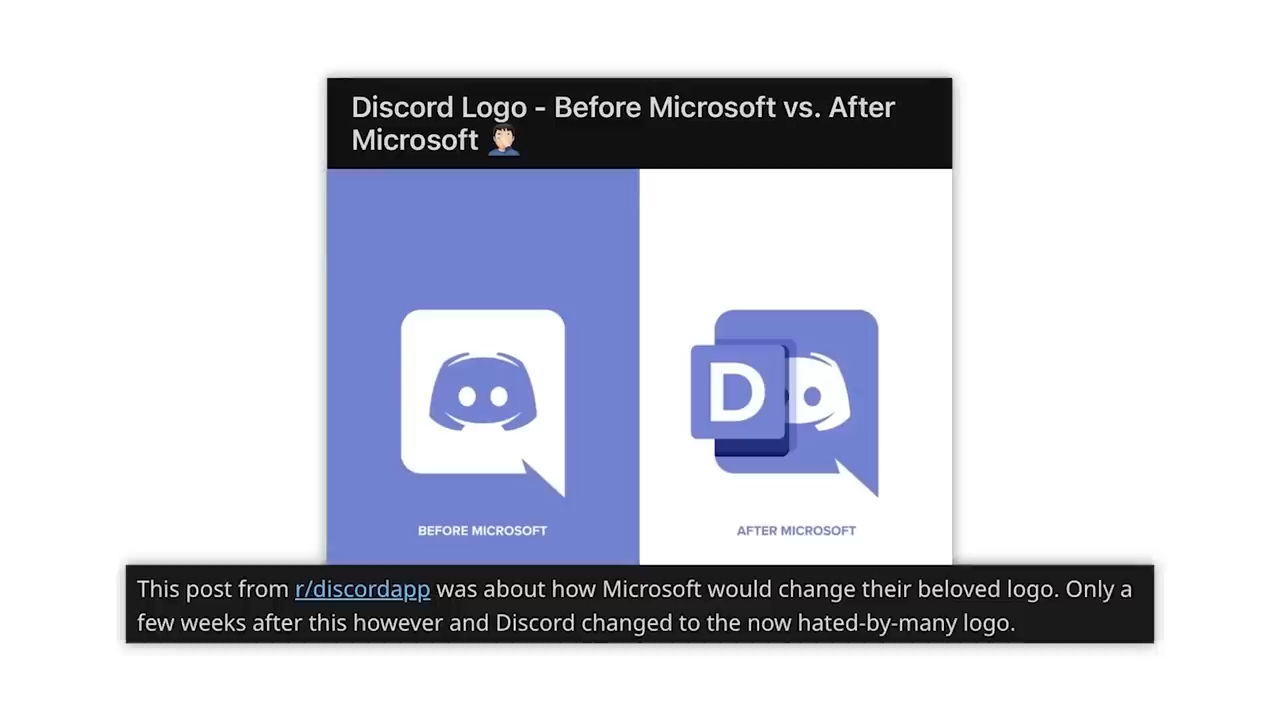 Discord Logo - Before Microsoft vs. After
Microsoft 🤦🏻‍♂️
D
BEFORE MICROSOFT
AFTER MICROSOFT
This post from r/discordapp was about how Microsoft would change their beloved logo. Only a
few weeks after this however and Discord changed to the now hated-by-many logo.